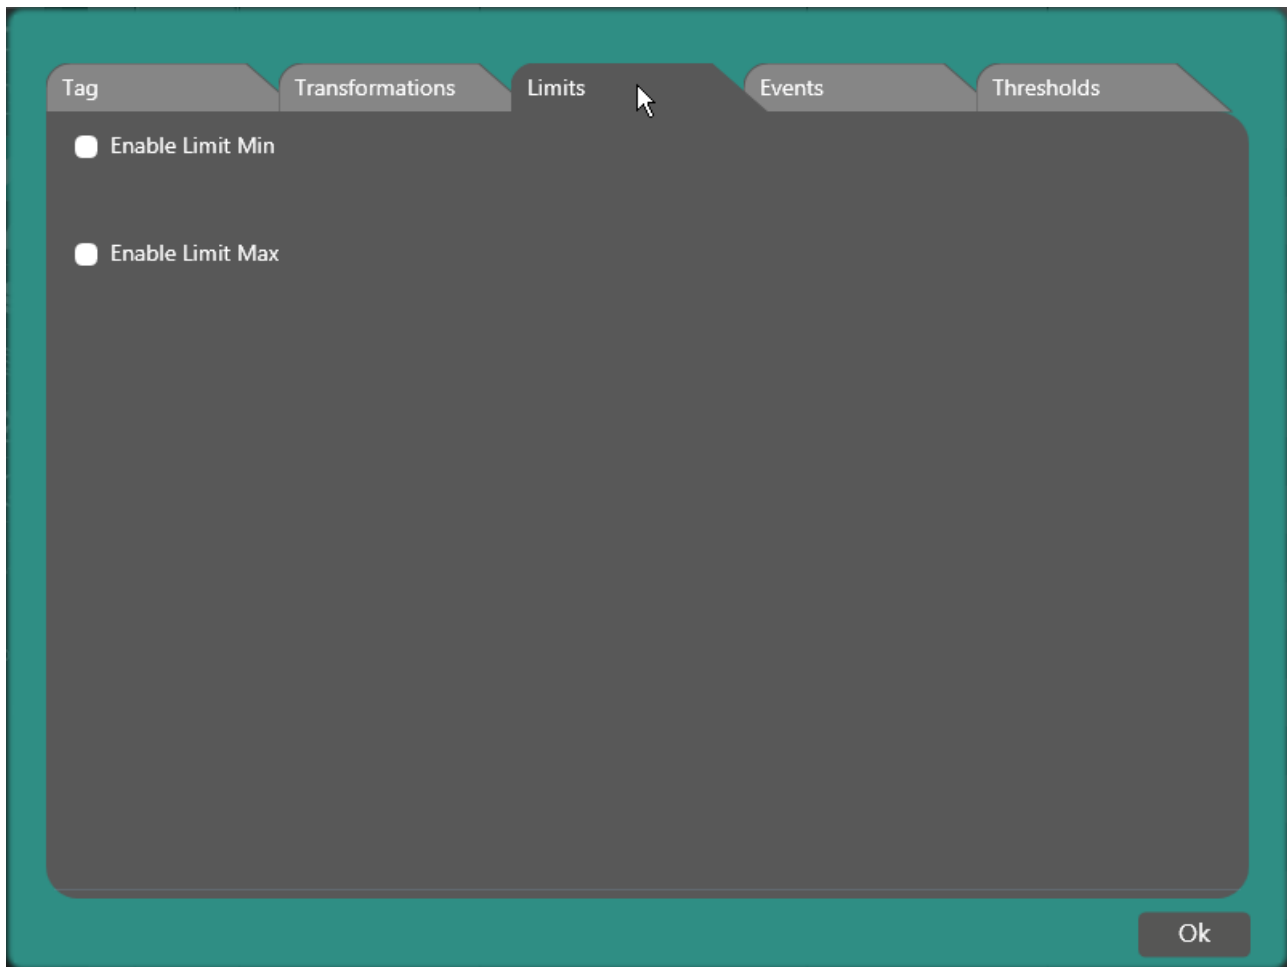 Tag Transformations Limits Events Thresholds
Enable Limit Min
Enable Limit Max
Ok